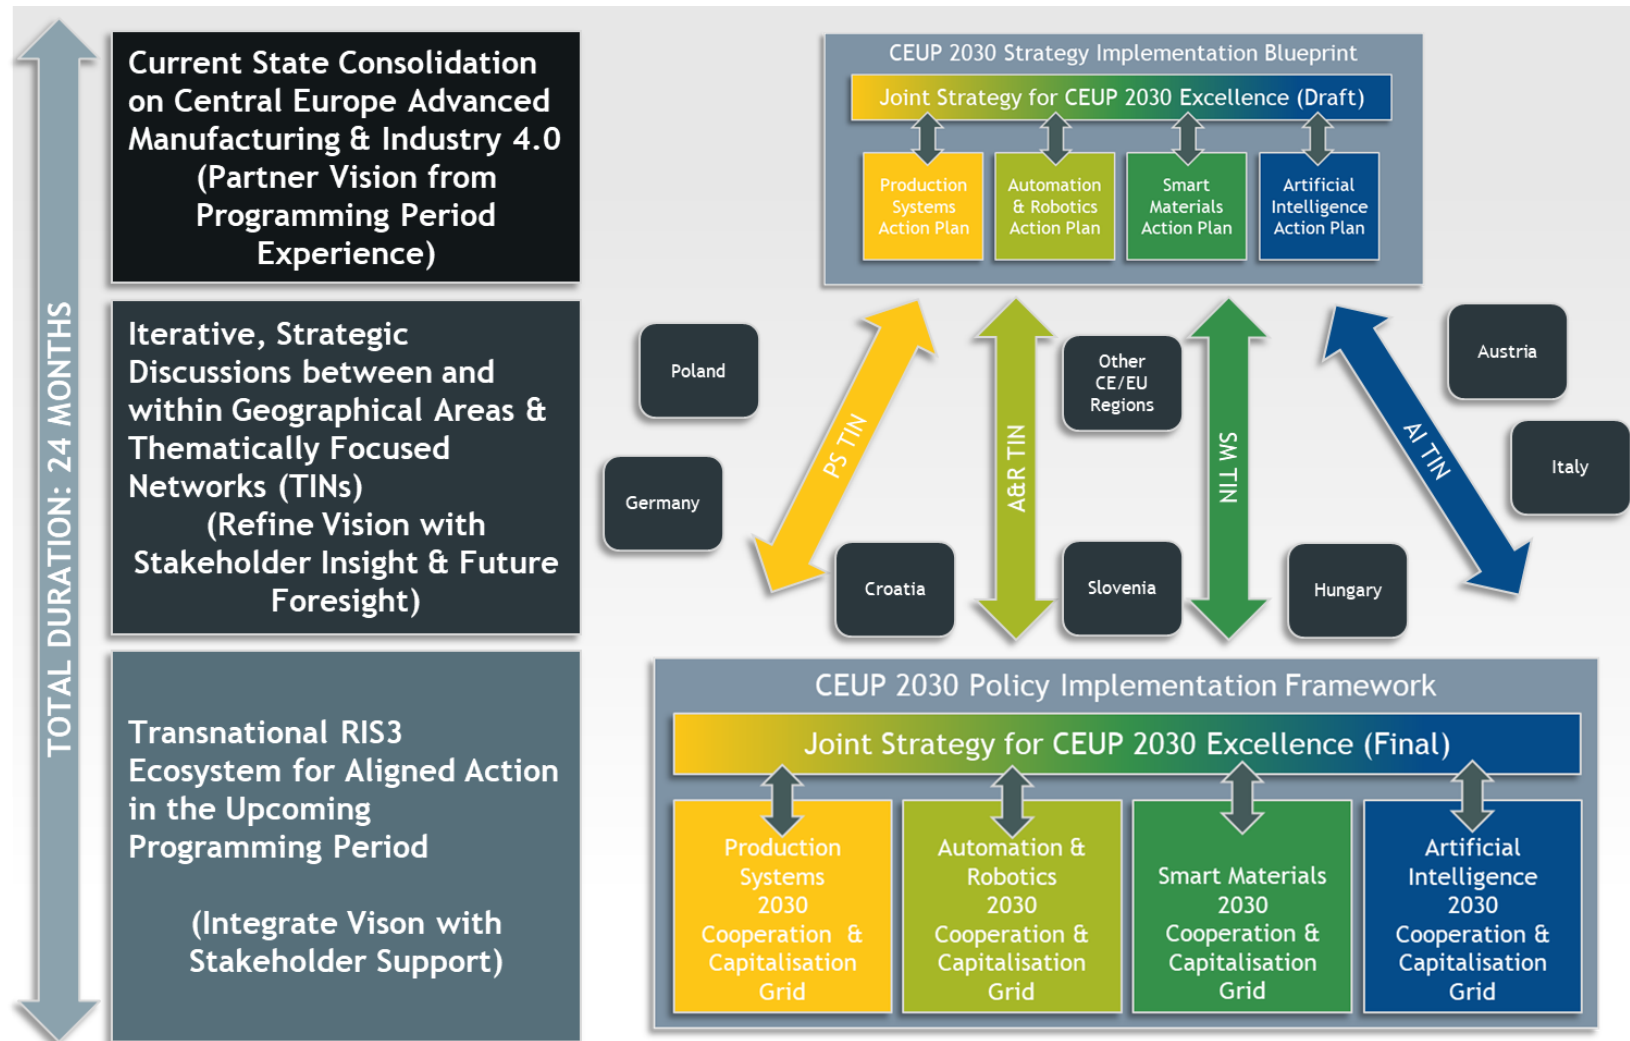 TOTAL DURATION: 24 MONTHS
Current State Consolidation
on Central Europe Advanced
Manufacturing & Industry 4.0
(Partner Vision from
Programming Period
Experience)
Iterative, Strategic
Discussions between and
within Geographical Areas &
Thematically Focused
Networks (TINs)
(Refine Vision with
Stakeholder Insight & Future
Foresight)
Transnational RIS3
Ecosystem for Aligned Action
in the Upcoming
Programming Period
(Integrate Vison with
Stakeholder Support)
CEUP 2030 Strategy Implementation Blueprint
Joint Strategy for CEUP 2030 Excellence (Draft)
Production
Systems
Action Plan
Automation
& Robotics
Action Plan
Smart
Materials
Action Plan
Artificial
Intelligence
Action Plan
Poland
Germany
PS TIN
Croatia
A&R TIN
Other
CE/EU
Regions
Slovenia
SM TIN
Hungary
AI TIN
Austria
Italy
CEUP 2030 Policy Implementation Framework
Joint Strategy for CEUP 2030 Excellence (Final)
Production
Systems
2030
Cooperation &
Capitalisation
Grid
Automation &
Robotics
2030
Cooperation &
Capitalisation
Grid
Smart Materials
2030
Cooperation &
Capitalisation
Grid
Artificial
Intelligence
2030
Cooperation &
Capitalisation
Grid